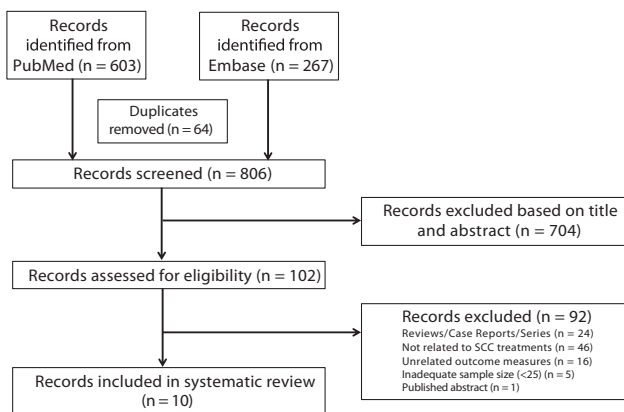 Records
identified from
PubMed (n = 603)
Records
identified from
Embase (n = 267)
Duplicates
removed (n = 64)
Records screened (n = 806)
Records excluded based on title
and abstract (n = 704)
Records assessed for eligibility (n = 102)
Records excluded (n = 92)
Reviews/Case Reports/Series (n = 24)
Not related to SCC treatments (n = 46)
Unrelated outcome measures (n = 16)
Inadequate sample size (<25) (n = 5)
Published abstract (n = 1)
Records included in systematic review
(n = 10)